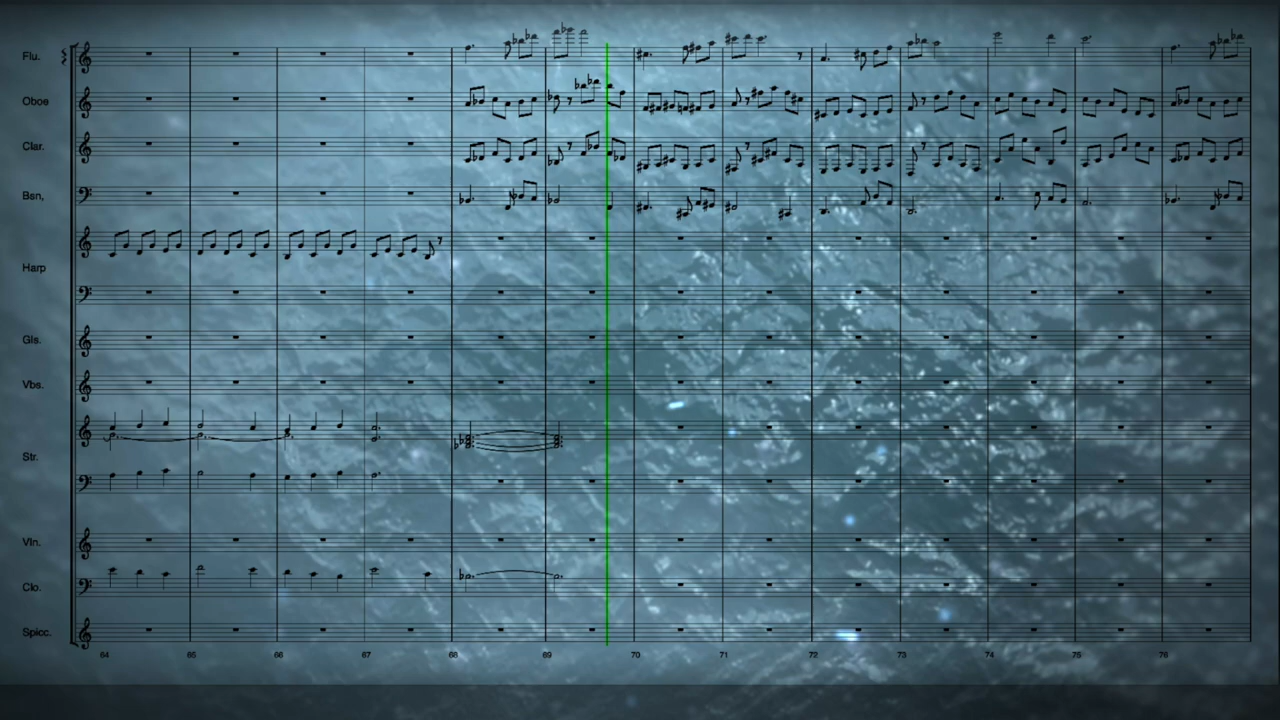 Flu.
Oboe
Clar.
Bsn,
Harp
Gls.
Vbs.
Str.
Vln.
Clo.
Spicc.
64 65 66 67 68 69 70 71 72 73 74 75 76